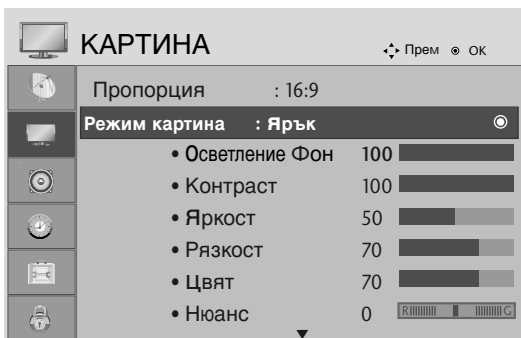 КАРТИНА
Прем ОК
Пропорция : 16:9
Режим картина : Ярък
• Осветление Фон 100
• Контраст 100
• Яркост 50
• Рязкост 70
• Цвят 70
• Нюанс 0 R G